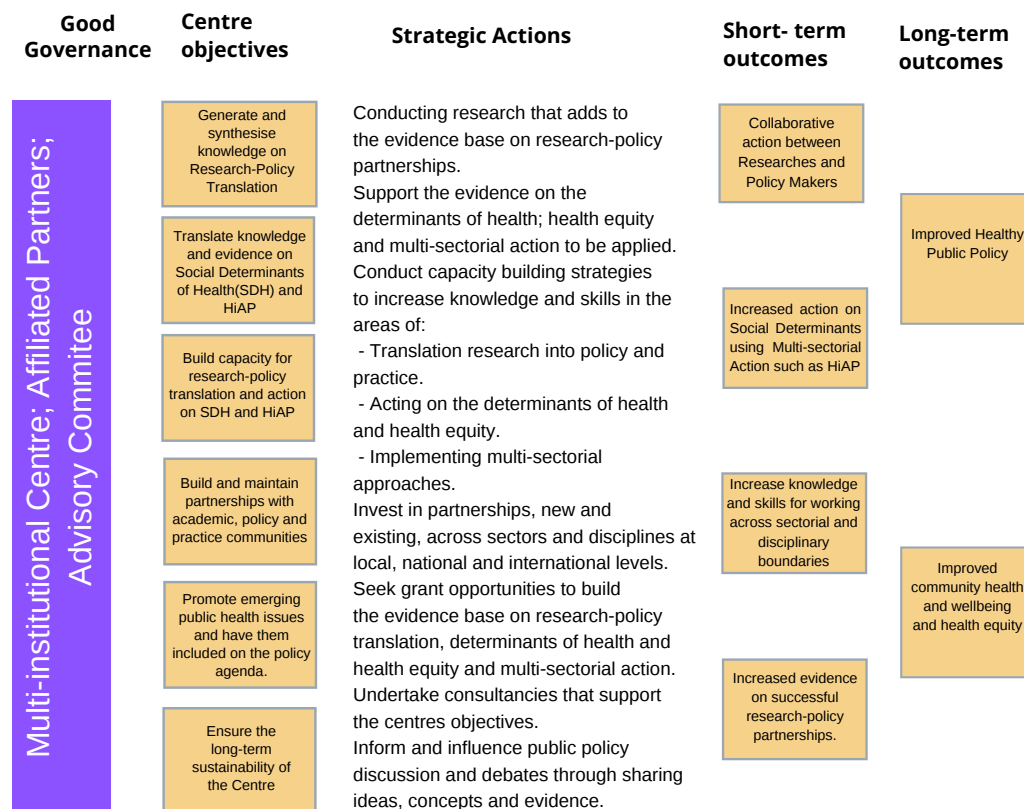 Good
Governance
Centre
objectives
Strategic Actions
Short- term
outcomes
Long-term
outcomes
Multi-institutional Centre; Affiliated Partners;
Advisory Commitee
Generate and
synthesise
knowledge on
Research-Policy
Translation
Translate knowledge
and evidence on
Social Determinants
of Health(SDH) and
HiAP
Build capacity for
research-policy
translation and action
on SDH and HiAP
Build and maintain
partnerships with
academic, policy and
practice communities
Promote emerging
public health issues
and have them
included on the policy
agenda.
Ensure the
long-term
sustainability of
the Centre
Conducting research that adds to
the evidence base on research-policy
partnerships.
Support the evidence on the
determinants of health; health equity
and multi-sectorial action to be applied.
Conduct capacity building strategies
to increase knowledge and skills in the
areas of:
- Translation research into policy and
practice.
- Acting on the determinants of health
and health equity.
- Implementing multi-sectorial
approaches.
Invest in partnerships, new and
existing, across sectors and disciplines at
local, national and international levels.
Seek grant opportunities to build
the evidence base on research-policy
translation, determinants of health and
health equity and multi-sectorial action.
Undertake consultancies that support
the centres objectives.
Inform and influence public policy
discussion and debates through sharing
ideas, concepts and evidence.
Collaborative
action between
Researches and
Policy Makers
Increased action on
Social Determinants
using Multi-sectorial
Action such as HiAP
Increase knowledge
and skills for working
across sectorial and
disciplinary
boundaries
Increased evidence
on successful
research-policy
partnerships.
Improved Healthy
Public Policy
Improved
community health
and wellbeing
and health equity